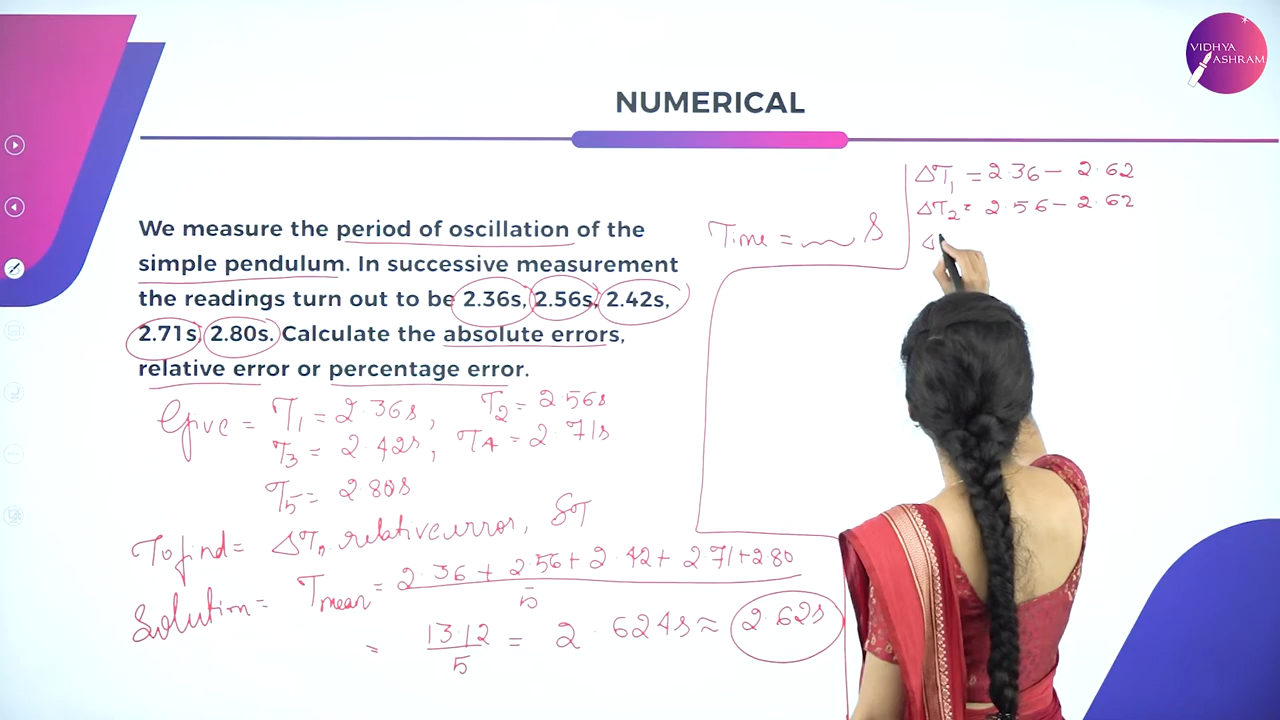 VIDHYA
ASHRAM
NUMERICAL
We measure the period of oscillation of the
simple pendulum. In successive measurement
the readings turn out to be 2.36s, 2.56s, 2.42s,
2.71s, 2.80s. Calculate the absolute errors,
relative error or percentage error.
Give = T1 = 2.36s, T2 = 2.56s
T3 = 2.42s, T4 = 2.71s
T5 = 2.80s
To find = ΔT, relative error, δT
Solution = Tmean = 2.36 + 2.56 + 2.42 + 2.71 + 2.80
5
= 13.12 = 2.624s ≈ 2.62s
5
Time = S
ΔT1 = 2.36 - 2.62
ΔT2 = 2.56 - 2.62
Δ